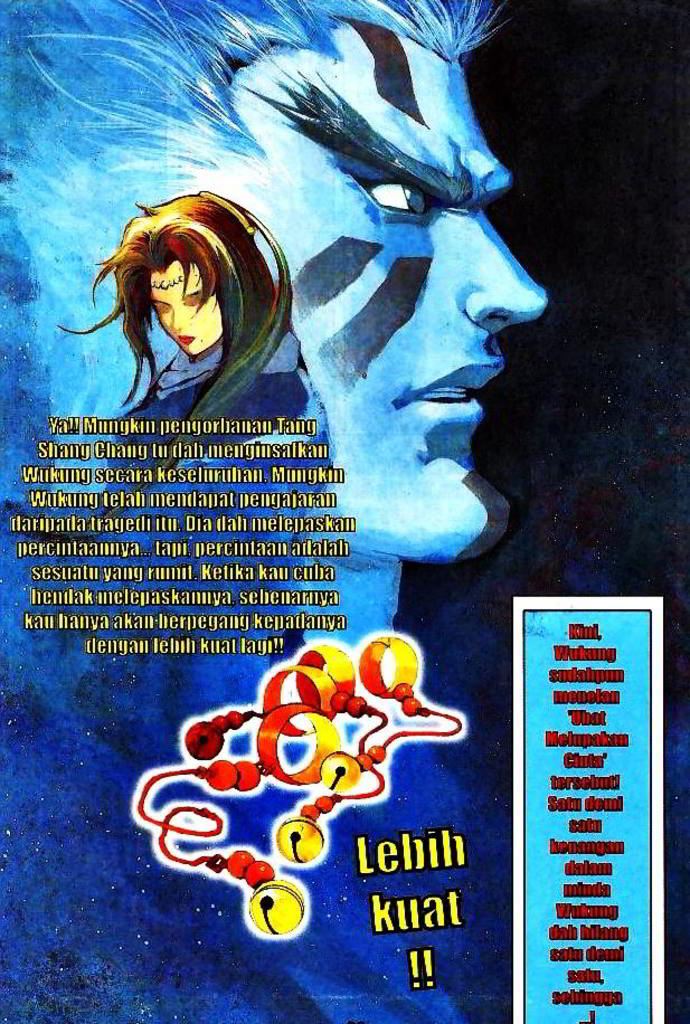 Ya!! Mungkin pengorbanan Tang
Shang Chang tu dah menginsafkan
Wukung secara keseluruhan. Mungkin
Wukung telah mendapat pengajaran
daripada tragedi itu. Dia dah melepaskan
percintaannya... tapi, percintaan adalah
sesuatu yang rumit. Ketika kau cuba
hendak melepaskannya, sebenarnya
kau hanya akan berpegang kepadanya
dengan lebih kuat lagi!!
Lebih
kuat
!!
Kini,
Wukung
sudahpun
menelan
'Ubat
Melupakan
Cinta'
tersebut!
Satu demi
satu
kenangan
dalam
minda
Wukung
dah hilang
satu demi
satu,
sehingga